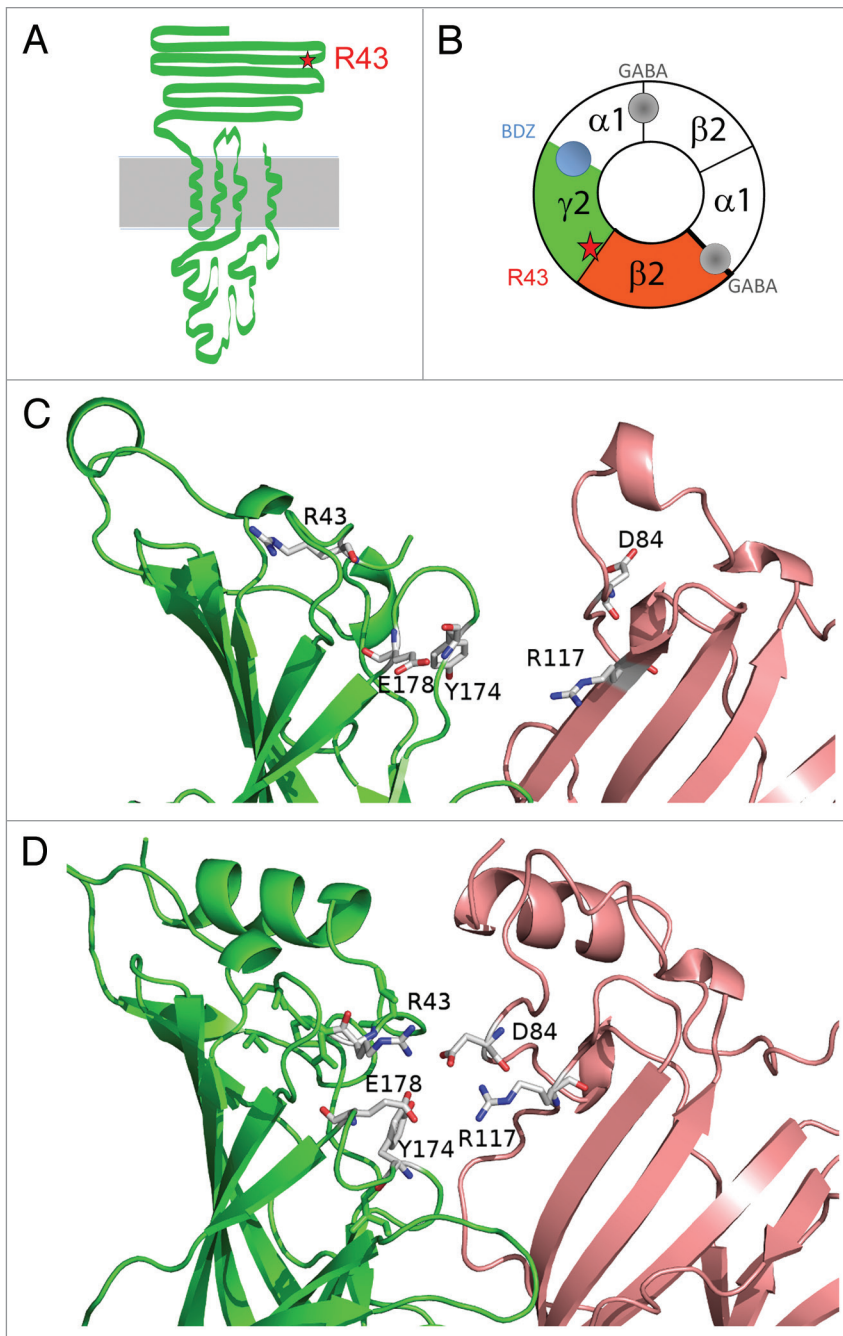 A
R43
B
GABA
α1
β2
BDZ
γ2
α1
R43
β2
GABA
C
R43
D84
E178
Y174
R117
D
R43
D84
E178
Y174
R117